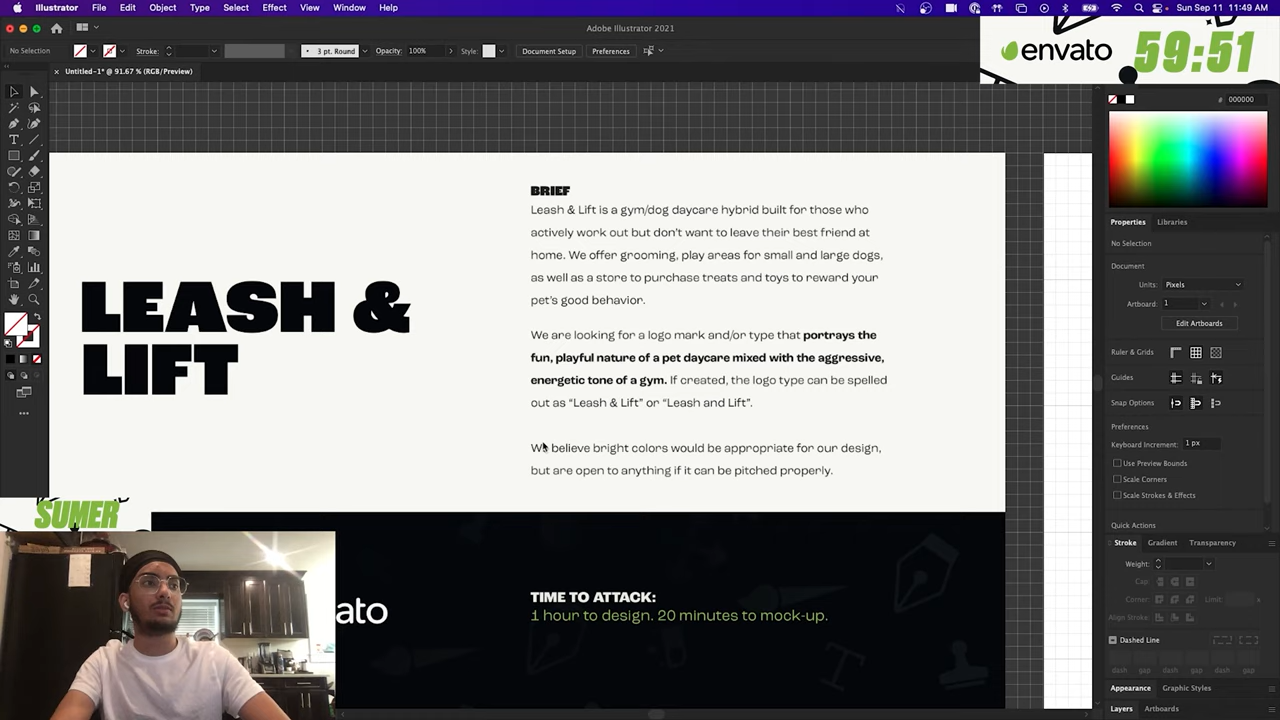 Illustrator File Edit Object Type Select Effect View Window Help
Sun Sep 11 11:49 AM
Adobe Illustrator 2021
No Selection Stroke: 3 pt. Round Opacity: 100% Style: Document Setup Preferences
Untitled-1* @ 91.67 % (RGB/Preview)
envato
59:51
# 000000
Properties Libraries
No Selection
Document
Units: Pixels
Artboard: 1
Edit Artboards
Ruler & Grids
Guides
Snap Options
Preferences
Keyboard Increment: 1 px
Use Preview Bounds
Scale Corners
Scale Strokes & Effects
Quick Actions
Stroke Gradient Transparency
Weight:
Cap:
Corner: Limit:
Align Stroke:
Dashed Line
dash gap dash gap dash gap
Appearance Graphic Styles
Layers Artboards
LEASH &
LIFT
BRIEF
Leash & Lift is a gym/dog daycare hybrid built for those who
actively work out but don't want to leave their best friend at
home. We offer grooming, play areas for small and large dogs,
as well as a store to purchase treats and toys to reward your
pet's good behavior.
We are looking for a logo mark and/or type that portrays the
fun, playful nature of a pet daycare mixed with the aggressive,
energetic tone of a gym. If created, the logo type can be spelled
out as “Leash & Lift” or “Leash and Lift”.
We believe bright colors would be appropriate for our design,
but are open to anything if it can be pitched properly.
SUMER
ato
TIME TO ATTACK:
1 hour to design. 20 minutes to mock-up.